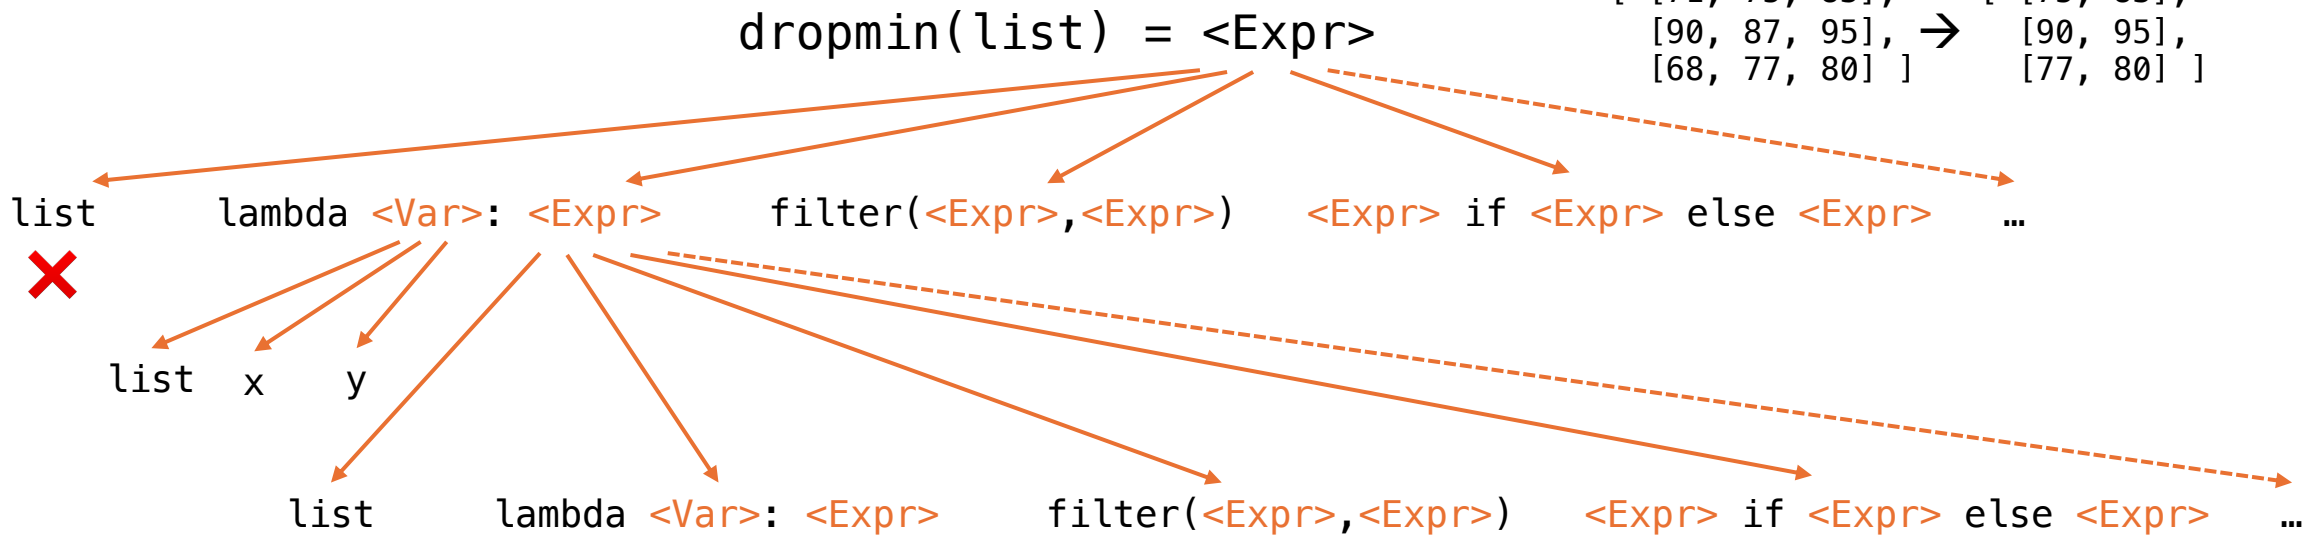 dropmin(list) = <Expr>
[90, 87, 95], → [90, 95],
[68, 77, 80] ] [77, 80] ]
list lambda <Var>: <Expr> filter(<Expr>,<Expr>) <Expr> if <Expr> else <Expr> …
list x y
list lambda <Var>: <Expr> filter(<Expr>,<Expr>) <Expr> if <Expr> else <Expr> …